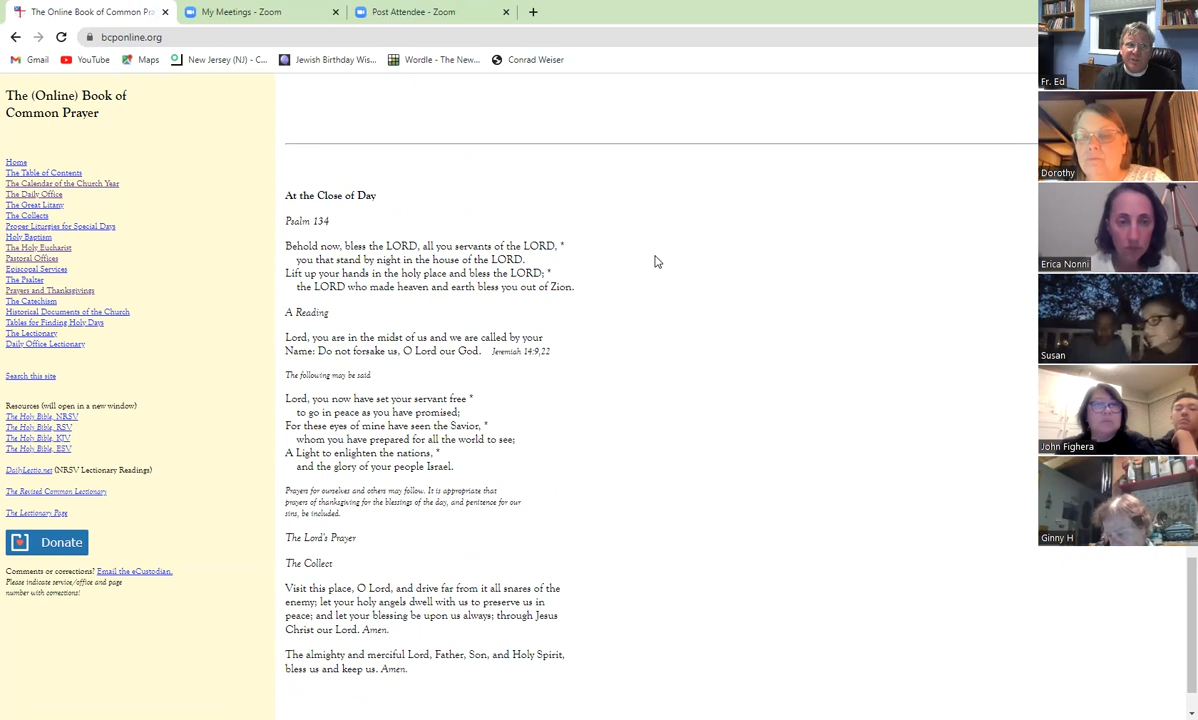 The (Online) Book of Common Pra
My Meetings - Zoom
Post Attendee - Zoom
bcponline.org
Gmail
YouTube
Maps
New Jersey (NJ) - C...
Jewish Birthday Wis...
Wordle - The New...
Conrad Weiser
The (Online) Book of
Common Prayer
Home
The Table of Contents
The Calendar of the Church Year
The Daily Office
The Great Litany
The Collects
Proper Liturgies for Special Days
Holy Baptism
The Holy Eucharist
Pastoral Offices
Episcopal Services
The Psalter
Prayers and Thanksgivings
The Catechism
Historical Documents of the Church
Tables for Finding Holy Days
The Lectionary
Daily Office Lectionary
Search this site
Resources (will open in a new window)
The Holy Bible, NRSV
The Holy Bible, RSV
The Holy Bible, KJV
The Holy Bible, ESV
DailyLectio.net (NRSV Lectionary Readings)
The Revised Common Lectionary
The Lectionary Page
Donate
Comments or corrections? Email the eCustodian.
Please indicate service/office and page
number with corrections!
At the Close of Day
Psalm 134
Behold now, bless the LORD, all you servants of the LORD, *
you that stand by night in the house of the LORD.
Lift up your hands in the holy place and bless the LORD; *
the LORD who made heaven and earth bless you out of Zion.
A Reading
Lord, you are in the midst of us and we are called by your
Name: Do not forsake us, O Lord our God. Jeremiah 14:9,22
The following may be said
Lord, you now have set your servant free *
to go in peace as you have promised;
For these eyes of mine have seen the Savior, *
whom you have prepared for all the world to see;
A Light to enlighten the nations, *
and the glory of your people Israel.
Prayers for ourselves and others may follow. It is appropriate that
prayers of thanksgiving for the blessings of the day, and penitence for our
sins, be included.
The Lord's Prayer
The Collect
Visit this place, O Lord, and drive far from it all snares of the
enemy; let your holy angels dwell with us to preserve us in
peace; and let your blessing be upon us always; through Jesus
Christ our Lord. Amen.
The almighty and merciful Lord, Father, Son, and Holy Spirit,
bless us and keep us. Amen.
Fr. Ed
Dorothy
Erica Nonni
Susan
John Fighera
Ginny H